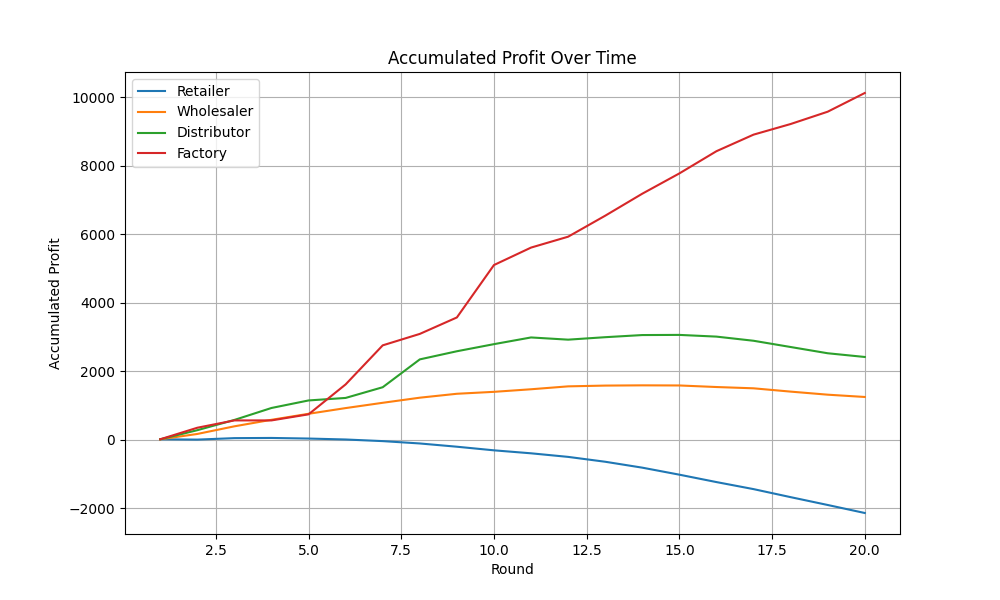 Accumulated Profit Over Time
Retailer
Wholesaler
Distributor
Factory
Accumulated Profit
10000
8000
6000
4000
2000
0
−2000
2.5 5.0 7.5 10.0 12.5 15.0 17.5 20.0
Round